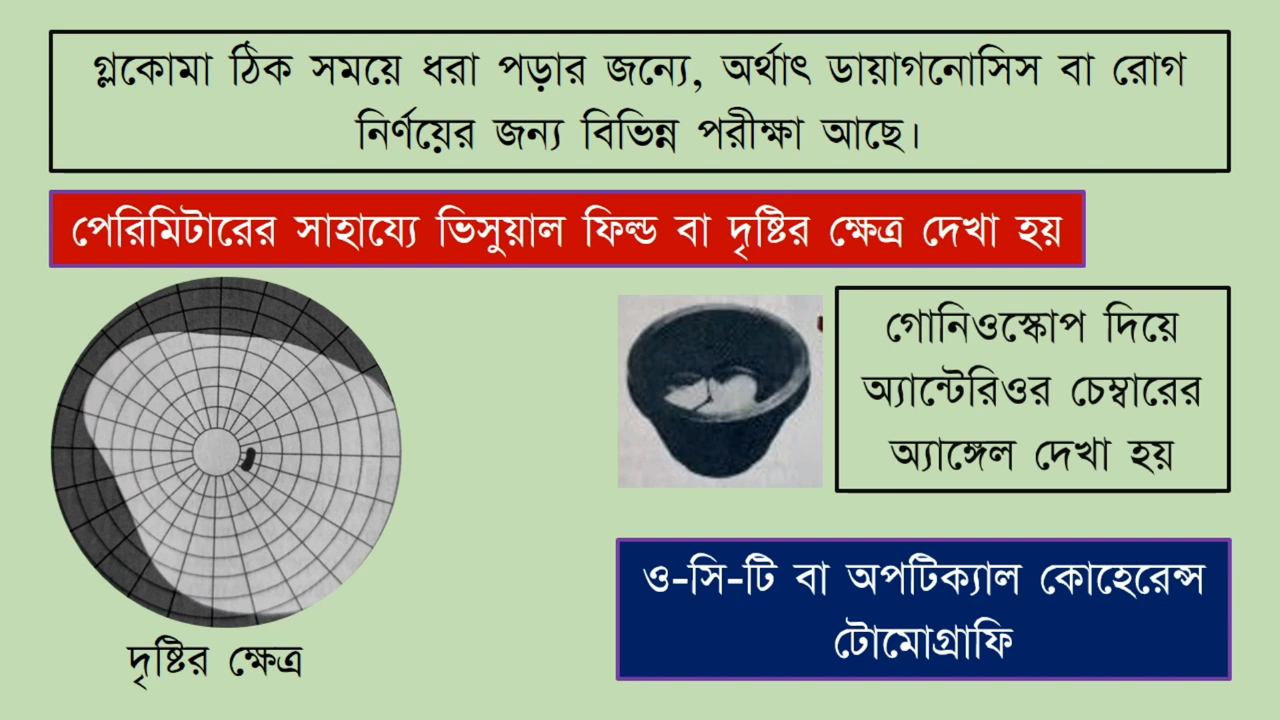 গ্লকোমা ঠিক সময়ে ধরা পড়ার জন্যে, অর্থাৎ ডায়াগনোসিস বা রোগ
নির্ণয়ের জন্য বিভিন্ন পরীক্ষা আছে।
পেরিমিটারের সাহায্যে ভিসুয়াল ফিল্ড বা দৃষ্টির ক্ষেত্র দেখা হয়
গোনিওস্কোপ দিয়ে
অ্যান্টেরিওর চেম্বারের
অ্যাঙ্গেল দেখা হয়
ও-সি-টি বা অপটিক্যাল কোহেরেন্স
টোমোগ্রাফি
দৃষ্টির ক্ষেত্র